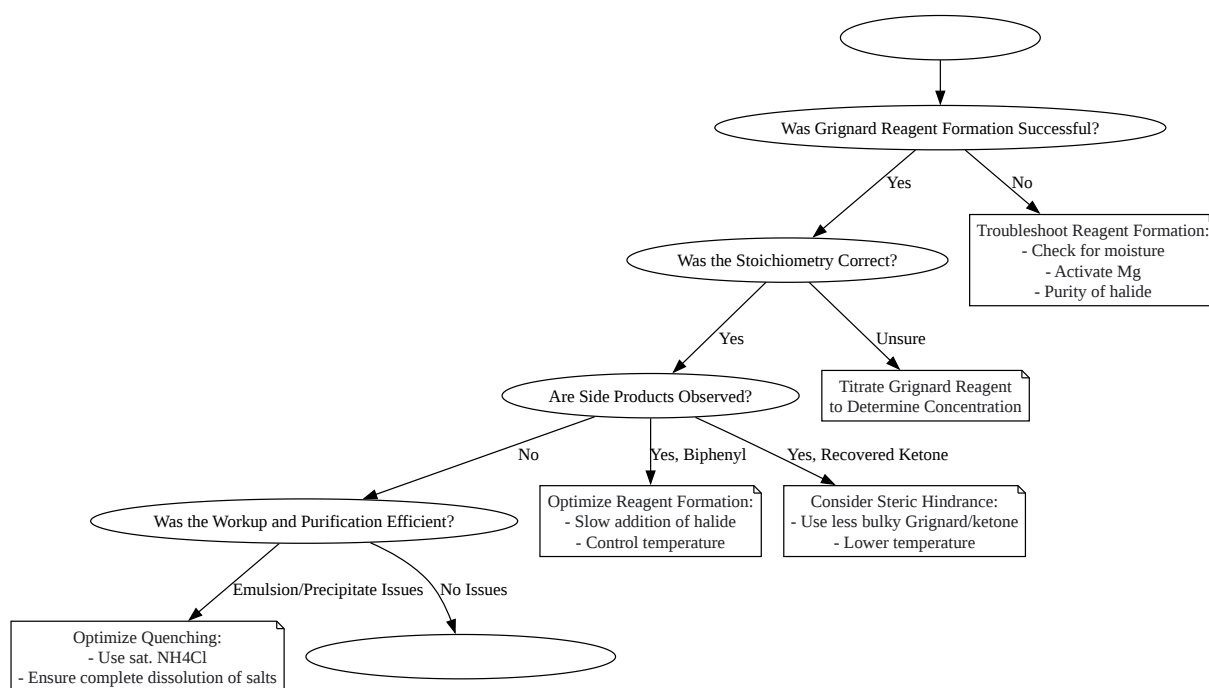 Was Grignard Reagent Formation Successful?
Yes
No
Troubleshoot Reagent Formation:
- Check for moisture
- Activate Mg
- Purity of halide
Was the Stoichiometry Correct?
Yes
Unsure
Titrate Grignard Reagent
to Determine Concentration
Are Side Products Observed?
No
Yes, Biphenyl
Yes, Recovered Ketone
Optimize Reagent Formation:
- Slow addition of halide
- Control temperature
Consider Steric Hindrance:
- Use less bulky Grignard/ketone
- Lower temperature
Was the Workup and Purification Efficient?
Emulsion/Precipitate Issues
No Issues
Optimize Quenching:
- Use sat. NH4Cl
- Ensure complete dissolution of salts